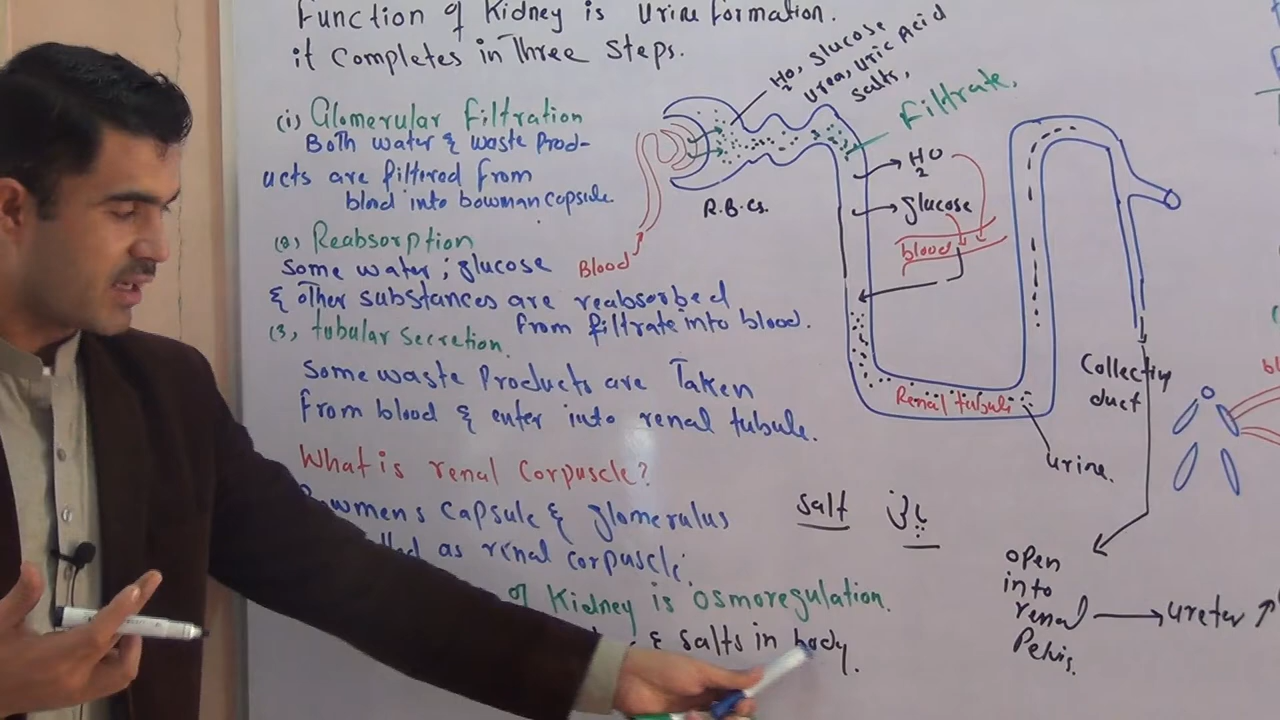 Function of Kidney is Urine formation.
it Completes in Three Steps.
(i) Glomerular filtration
Both water & waste Prod-
ucts are filtered from
blood into bowman capsule.
(2) Reabsorption
Some water ; glucose
& other substances are reabsorbed
from filtrate into blood.
(3) tubular secretion.
Some waste Products are Taken
from blood & enter into renal tubule.
What is renal Corpuscle?
Bowmens Capsule & glomerulus
as renal corpuscle.
of Kidney is osmoregulation.
& salts in body.
H2O, glucose
urea, uric Acid
salts,
Filtrate,
R.B.Cs.
Blood
H2O
glucose
blood
Renal tubule
urine.
Collecting
duct
salt پانی
open
into
renal
Pelvis.
ureter ↑
bl